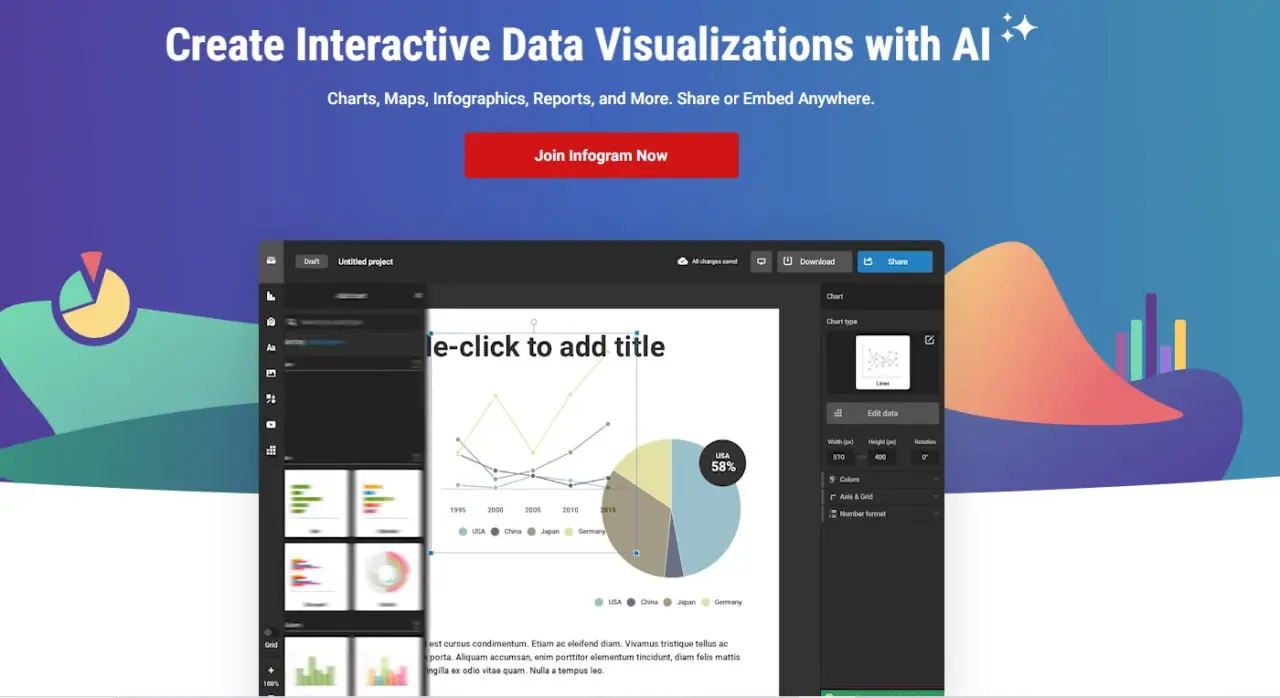 Create Interactive Data Visualizations with AI
Charts, Maps, Infographics, Reports, and More. Share or Embed Anywhere.
Join Infogram Now
Draft
Untitled project
All changes saved
Download
Share
Aa
Grid
100%
le-click to add title
1995 2000 2005 2010 2015
USA China Japan Germany
USA
58%
USA China Japan Germany
est cursus condimentum. Etiam ac eleifend diam. Vivamus tristique tellus ac
porta. Aliquam accumsan, enim porttitor elementum tincidunt, diam felis mattis
ngilla ex odio vitae quam. Nulla a tempus leo.
Chart
Chart type
Lines
Edit data
Width (px) Height (px) Rotation
510 400 0°
Colors
Axis & Grid
Number format